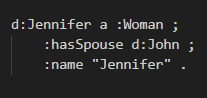 d:Jennifer a :Woman ;
    :hasSpouse d:John ;
    :name "Jennifer" .